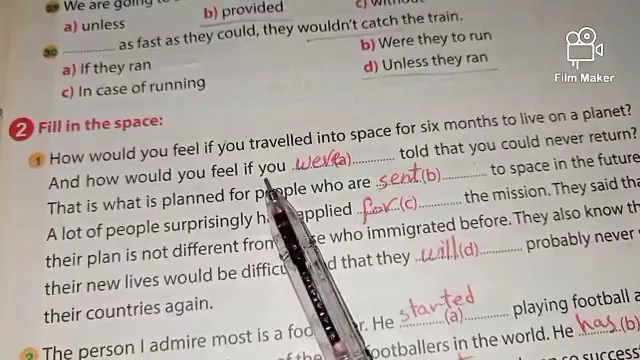 29 We are going to
a) unless b) provided c) without
30 ............ as fast as they could, they wouldn't catch the train.
a) If they ran b) Were they to run
c) In case of running d) Unless they ran
Film Maker
2 Fill in the space:
1 How would you feel if you travelled into space for six months to live on a planet?
And how would you feel if you were (a)............ told that you could never return?
That is what is planned for people who are sent (b)............ to space in the future
A lot of people surprisingly applied for (c)............ the mission. They said
their plan is not different from who immigrated before. They also know
their new lives would be and that they will (d)............ probably never
their countries again.
2 The person I admire most is a He started (a)............ playing football
of the footballers in the world. He has (b)